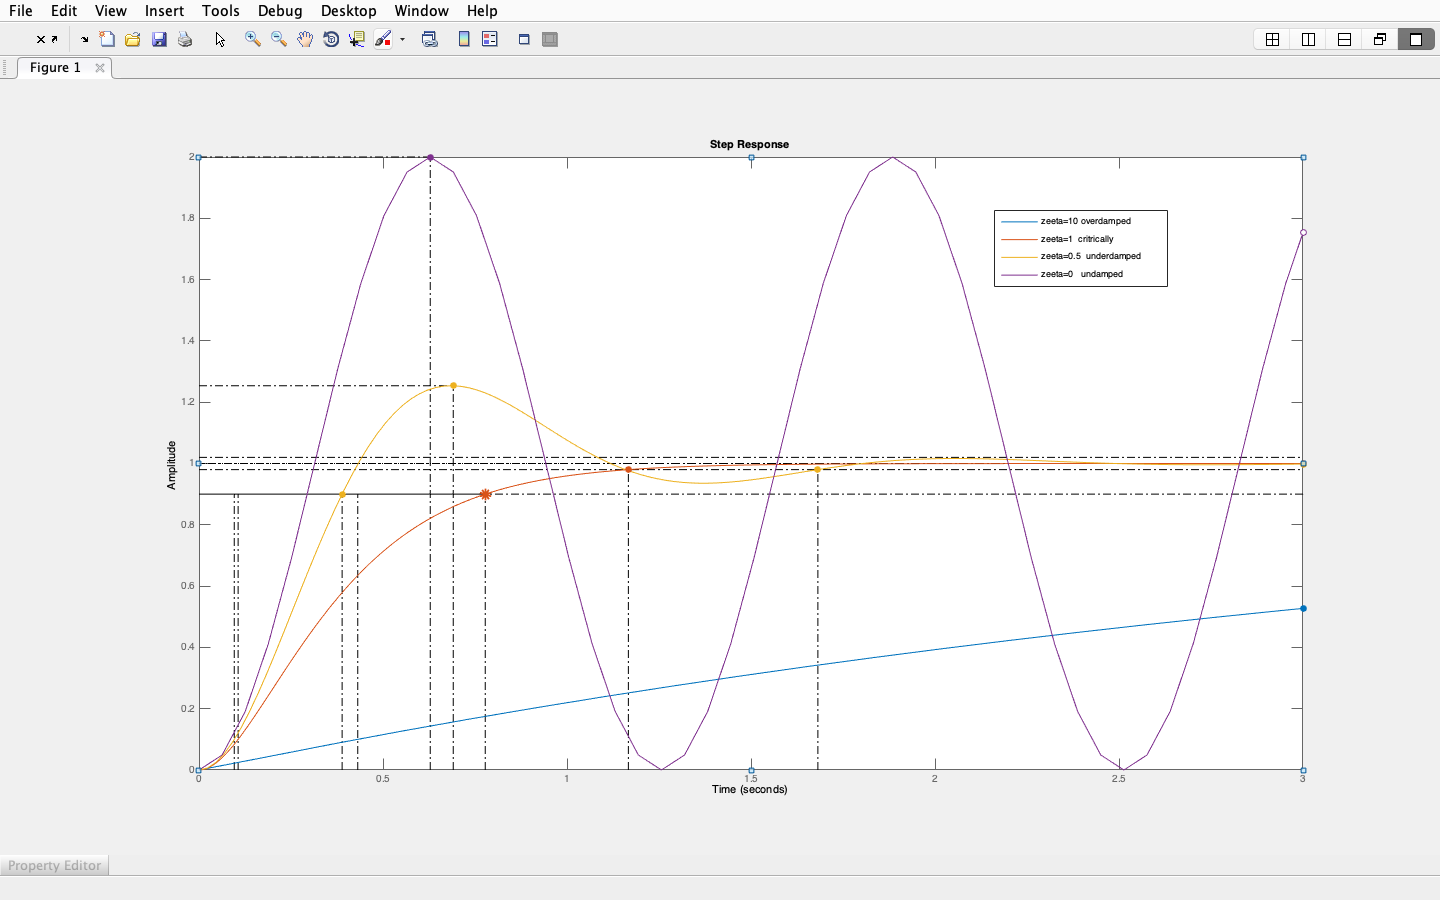 File Edit View Insert Tools Debug Desktop Window Help
Figure 1
Step Response
2
1.8
1.6
1.4
1.2
1
0.8
0.6
0.4
0.2
0
Amplitude
zeeta=10 overdamped
zeeta=1 critrically
zeeta=0.5 underdamped
zeeta=0 undamped
0 0.5 1 1.5 2 2.5 3
Time (seconds)
Property Editor